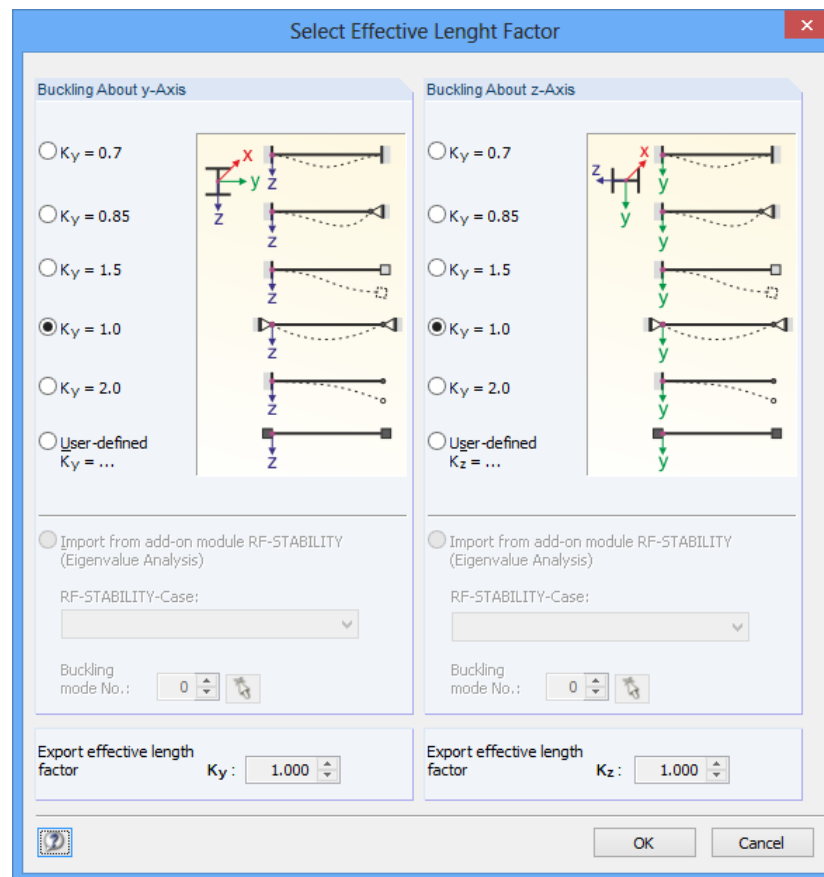 Select Effective Lenght Factor
×
Buckling About y-Axis
Ky = 0.7
Ky = 0.85
Ky = 1.5
Ky = 1.0
Ky = 2.0
User-defined
Ky = ...
x
y
z
z
z
z
z
z
z
Import from add-on module RF-STABILITY
(Eigenvalue Analysis)
RF-STABILITY-Case:
Buckling
mode No.: 0
Export effective length
factor Ky : 1.000
Buckling About z-Axis
Ky = 0.7
Ky = 0.85
Ky = 1.5
Ky = 1.0
Ky = 2.0
User-defined
Kz = ...
x
z
y
y
y
y
y
y
y
Import from add-on module RF-STABILITY
(Eigenvalue Analysis)
RF-STABILITY-Case:
Buckling
mode No.: 0
Export effective length
factor Kz : 1.000
?
OK
Cancel